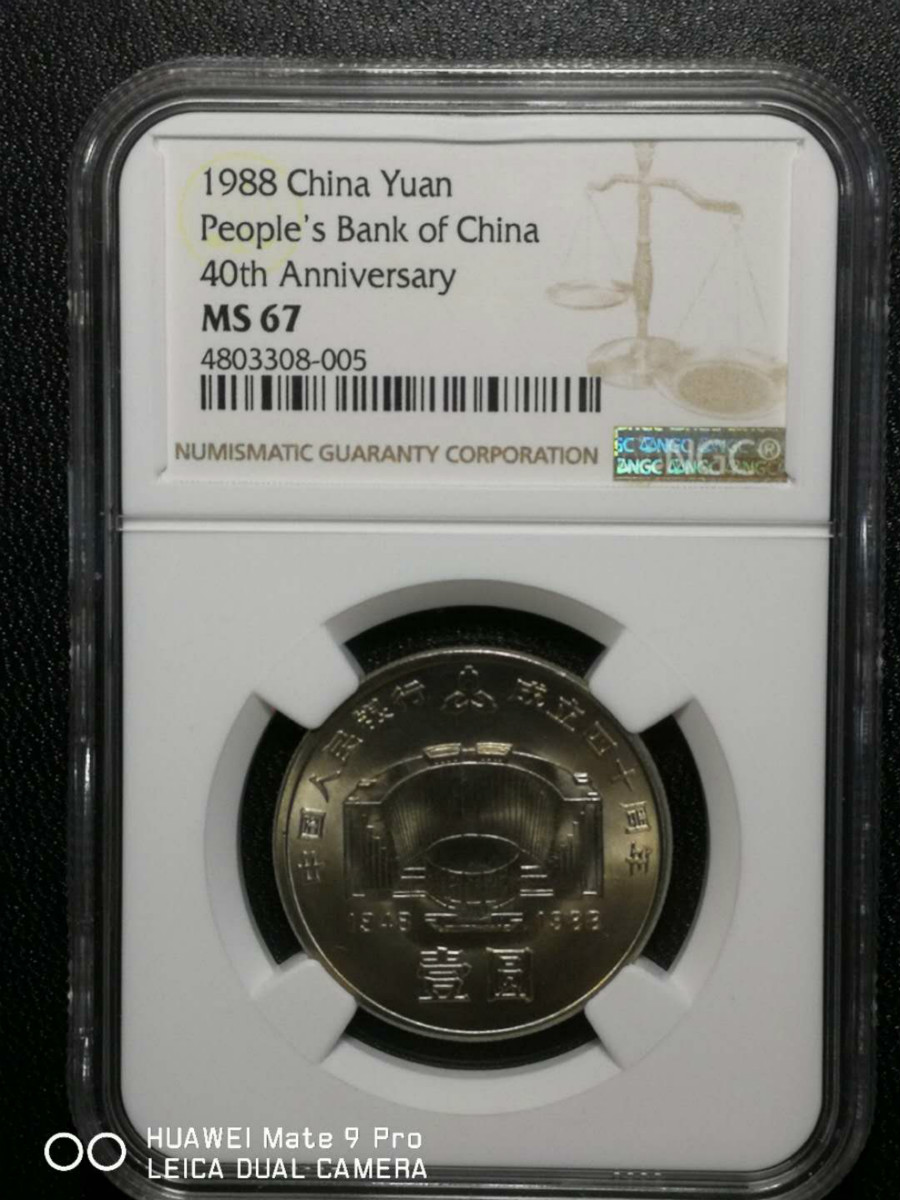 1988 China Yuan
People's Bank of China
40th Anniversary
MS 67
4803308-005
NUMISMATIC GUARANTY CORPORATION
NGC®
中国人民银行 成立四十周年
1948 1988
壹圆
HUAWEI Mate 9 Pro
LEICA DUAL CAMERA